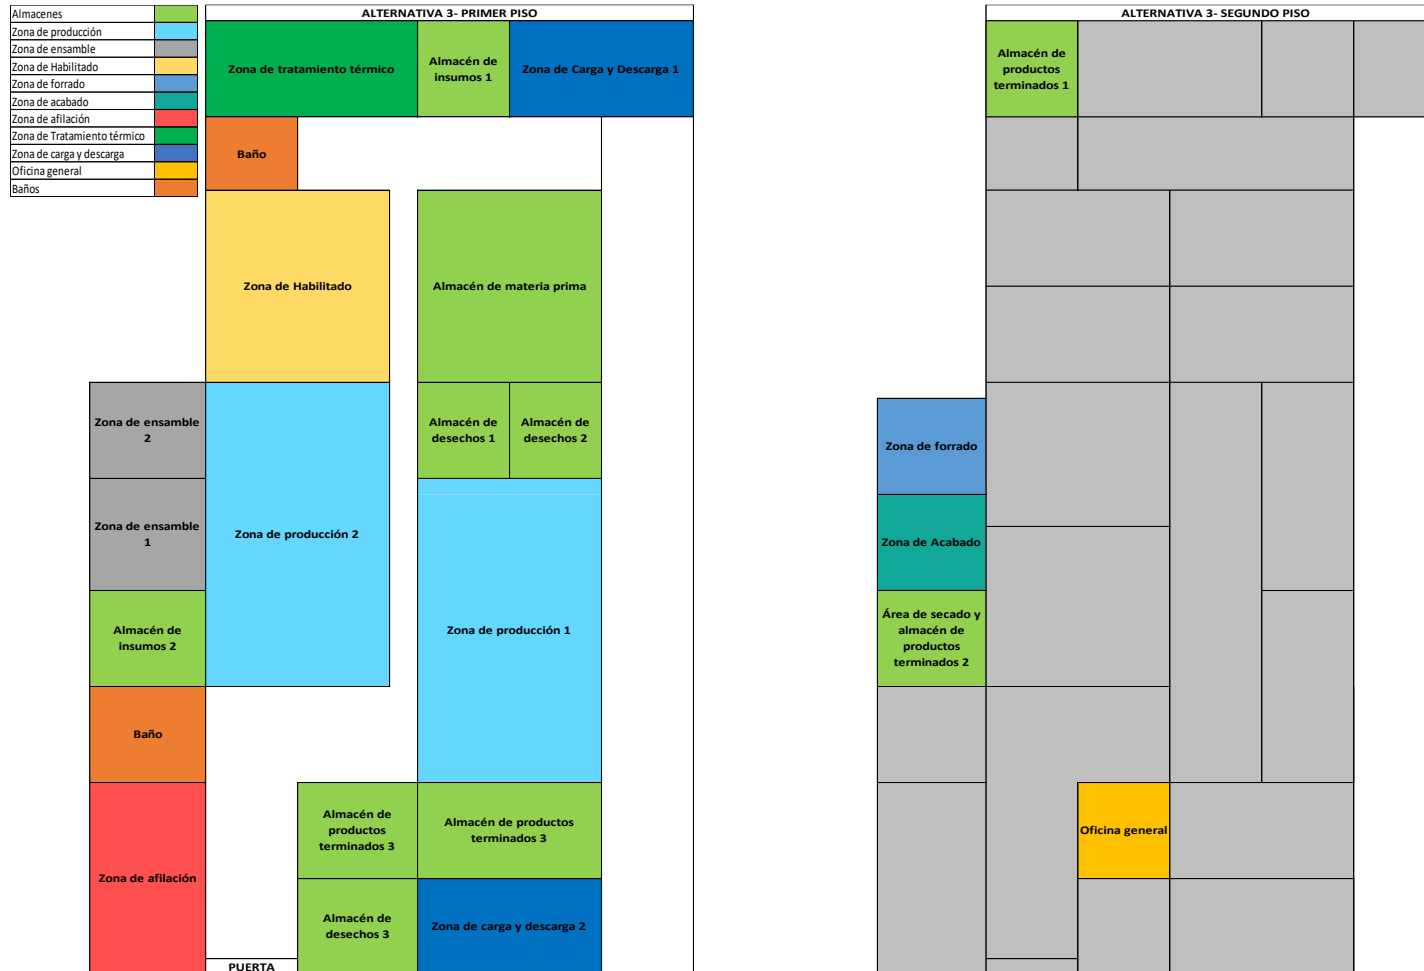 Almacenes
Zona de producción
Zona de ensamble
Zona de Habilitado
Zona de forrado
Zona de acabado
Zona de afilación
Zona de Tratamiento térmico
Zona de carga y descarga
Oficina general
Baños
ALTERNATIVA 3- PRIMER PISO
Zona de tratamiento térmico
Almacén de
insumos 1
Zona de Carga y Descarga 1
Baño
Zona de Habilitado
Almacén de materia prima
Zona de ensamble
2
Almacén de
desechos 1
Almacén de
desechos 2
Zona de ensamble
1
Zona de producción 2
Almacén de
insumos 2
Zona de producción 1
Baño
Almacén de
productos
terminados 3
Almacén de productos
terminados 3
Zona de afilación
Almacén de
desechos 3
Zona de carga y descarga 2
PUERTA
ALTERNATIVA 3- SEGUNDO PISO
Almacén de
productos
terminados 1
Zona de forrado
Zona de Acabado
Área de secado y
almacén de
productos
terminados 2
Oficina general